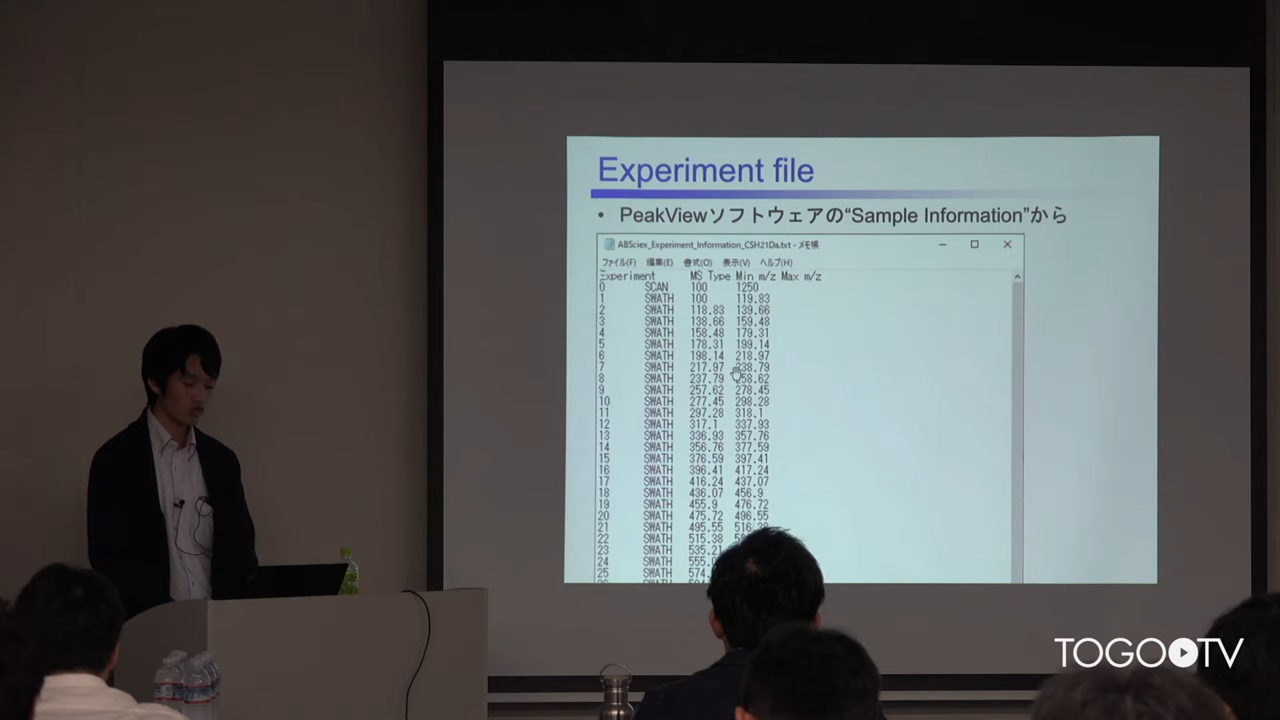 Experiment file
• PeakViewソフトウェアの“Sample Information”から
ABSciex_Experiment_Information_CSH21Da.txt - メモ帳
ファイル(F) 編集(E) 書式(O) 表示(V) ヘルプ(H)
Experiment MS Type Min m/z Max m/z
0 SCAN 100 1250
1 SWATH 100 119.83
2 SWATH 118.83 139.66
3 SWATH 138.66 159.48
4 SWATH 158.48 179.31
5 SWATH 178.31 199.14
6 SWATH 198.14 218.97
7 SWATH 217.97 238.79
8 SWATH 237.79 258.62
9 SWATH 257.62 278.45
10 SWATH 277.45 298.28
11 SWATH 297.28 318.1
12 SWATH 317.1 337.93
13 SWATH 336.93 357.76
14 SWATH 356.76 377.59
15 SWATH 376.59 397.41
16 SWATH 396.41 417.24
17 SWATH 416.24 437.07
18 SWATH 436.07 456.9
19 SWATH 455.9 476.72
20 SWATH 475.72 496.55
21 SWATH 495.55
22 SWATH 515.38
23 SWATH 535.21
24 SWATH
25 SWATH
TOGOTV